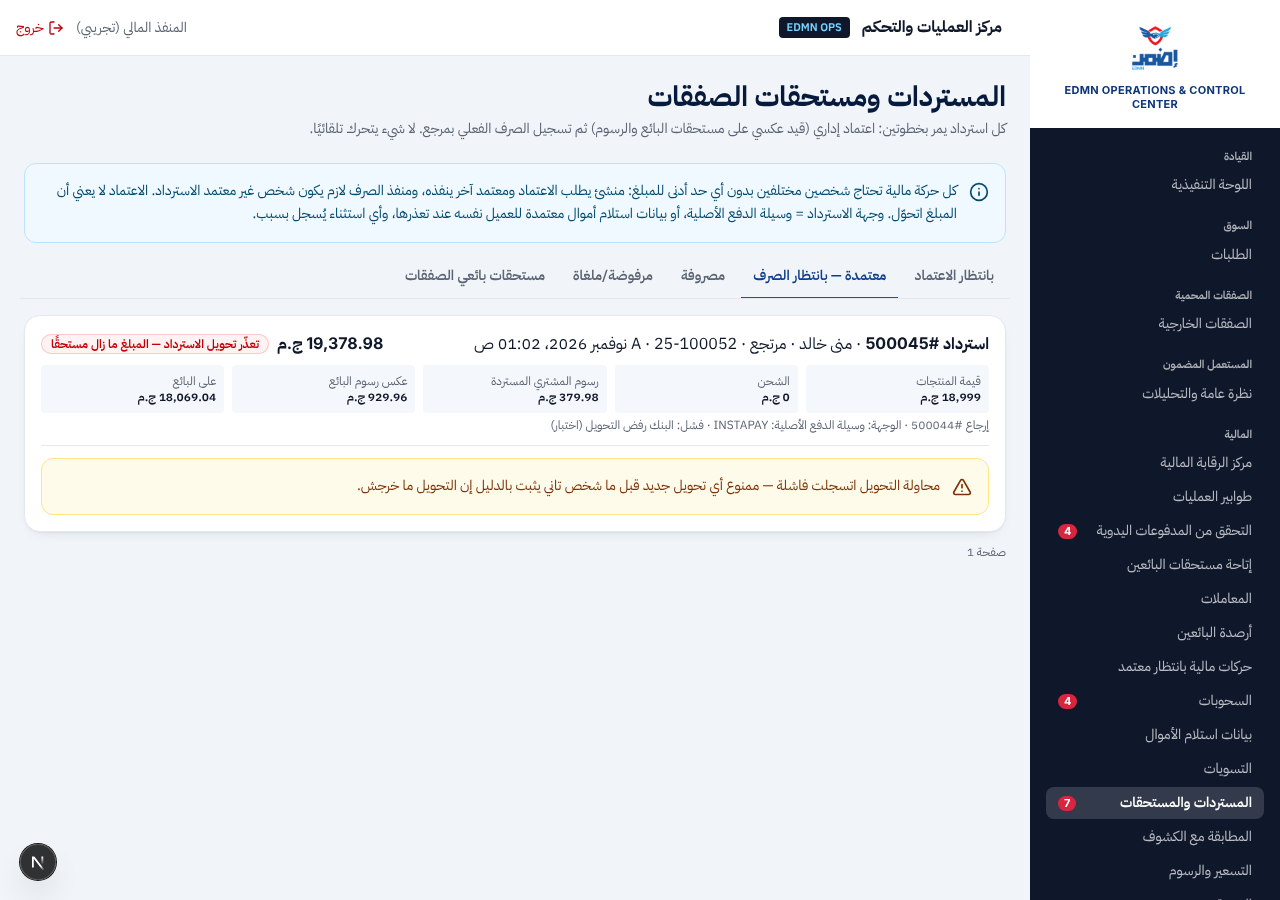 مركز العمليات والتحكم EDMN OPS
المنفذ المالي (تجريبي) خروج
إضمن
EDMN
EDMN OPERATIONS & CONTROL CENTER
القيادة
اللوحة التنفيذية
السوق
الطلبات
الصفقات المحمية
الصفقات الخارجية
المستعمل المضمون
نظرة عامة والتحليلات
المالية
مركز الرقابة المالية
طوابير العمليات
التحقق من المدفوعات اليدوية 4
إتاحة مستحقات البائعين
المعاملات
أرصدة البائعين
حركات مالية بانتظار معتمد
السحوبات 4
بيانات استلام الأموال
التسويات
المستردات والمستحقات 7
المطابقة مع الكشوف
التسعير والرسوم
المستردات ومستحقات الصفقات
كل استرداد يمر بخطوتين: اعتماد إداري (قيد عكسي على مستحقات البائع والرسوم) ثم تسجيل الصرف الفعلي بمرجع. لا شيء يتحرك تلقائيًا.
كل حركة مالية تحتاج شخصين مختلفين بدون أي حد أدنى للمبلغ: منشئ يطلب الاعتماد ومعتمد آخر ينفذه، ومنفذ الصرف لازم يكون شخص غير معتمد الاسترداد. الاعتماد لا يعني أن
المبلغ اتحوّل. وجهة الاسترداد = وسيلة الدفع الأصلية، أو بيانات استلام أموال معتمدة للعميل نفسه عند تعذرها، وأي استثناء يُسجل بسبب.
بانتظار الاعتماد
معتمدة — بانتظار الصرف
مصروفة
مرفوضة/ملغاة
مستحقات بائعي الصفقات
استرداد #500045 · منى خالد · مرتجع · A · 25-100052 نوفمبر 2026، 01:02 ص
19,378.98 ج.م تعذّر تحويل الاسترداد — المبلغ ما زال مستحقًا
قيمة المنتجات
18,999 ج.م
الشحن
0 ج.م
رسوم المشتري المستردة
379.98 ج.م
عكس رسوم البائع
929.96 ج.م
على البائع
18,069.04 ج.م
إرجاع #500044 · الوجهة: وسيلة الدفع الأصلية: INSTAPAY · فشل: البنك رفض التحويل (اختبار)
محاولة التحويل اتسجلت فاشلة — ممنوع أي تحويل جديد قبل ما شخص تاني يثبت بالدليل إن التحويل ما خرجش.
صفحة 1